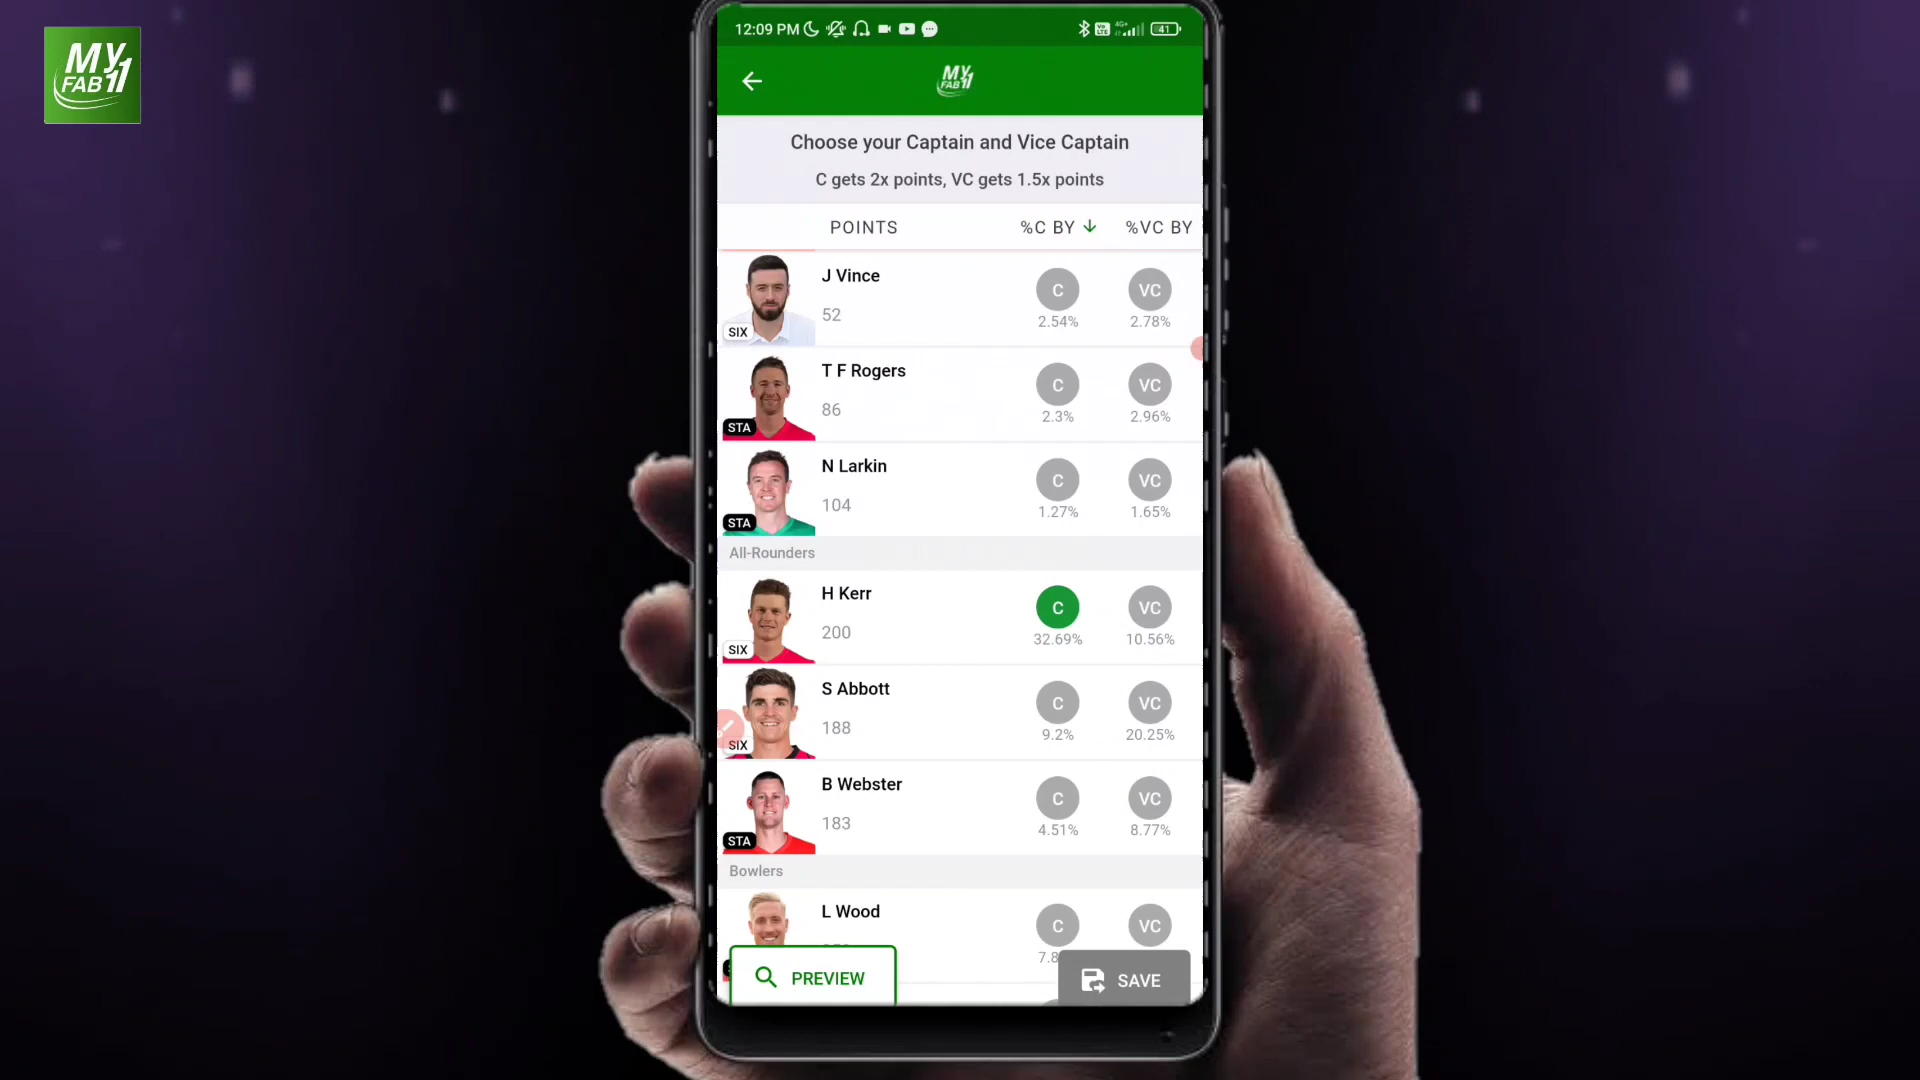 MY
FAB11
12:09 PM
4G+
41
MY
FAB11
Choose your Captain and Vice Captain
C gets 2x points, VC gets 1.5x points
POINTS %C BY %VC BY
J Vince
52
SIX
C VC
2.54% 2.78%
T F Rogers
86
STA
C VC
2.3% 2.96%
N Larkin
104
STA
C VC
1.27% 1.65%
All-Rounders
H Kerr
200
SIX
C VC
32.69% 10.56%
S Abbott
188
SIX
C VC
9.2% 20.25%
B Webster
183
STA
C VC
4.51% 8.77%
Bowlers
L Wood
C VC
PREVIEW
SAVE